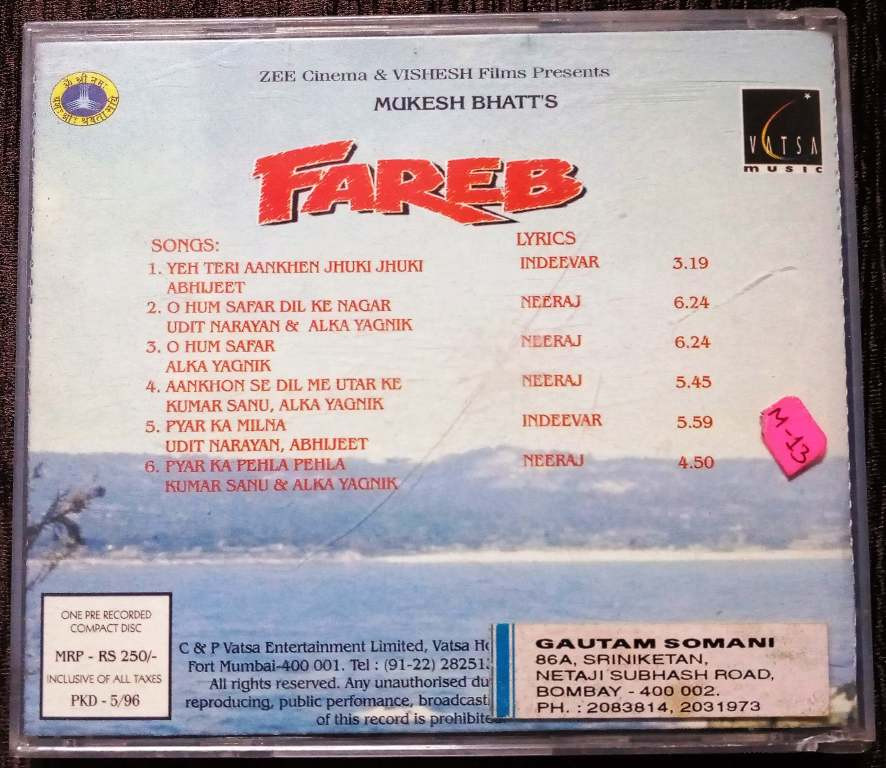 ZEE Cinema & VISHESH Films Presents
MUKESH BHATT'S
VATSA
music
FAREB
SONGS: LYRICS
1. YEH TERI AANKHEN JHUKI JHUKI INDEEVAR 3.19
ABHIJEET
2. O HUM SAFAR DIL KE NAGAR NEERAJ 6.24
UDIT NARAYAN & ALKA YAGNIK
3. O HUM SAFAR NEERAJ 6.24
ALKA YAGNIK
4. AANKHON SE DIL ME UTAR KE NEERAJ 5.45
KUMAR SANU, ALKA YAGNIK
5. PYAR KA MILNA INDEEVAR 5.59
UDIT NARAYAN, ABHIJEET
6. PYAR KA PEHLA PEHLA NEERAJ 4.50
KUMAR SANU & ALKA YAGNIK
M-13
ONE PRE RECORDED
COMPACT DISC
MRP - RS 250/-
INCLUSIVE OF ALL TAXES
PKD - 5/96
C & P Vatsa Entertainment Limited, Vatsa
Fort Mumbai-400 001. Tel : (91-22) 28251
All rights reserved. Any unauthorised du
reproducing, public perfomance, broadcast
of this record is prohibite
GAUTAM SOMANI
86A, SRINIKETAN,
NETAJI SUBHASH ROAD,
BOMBAY - 400 002.
PH. : 2083814, 2031973